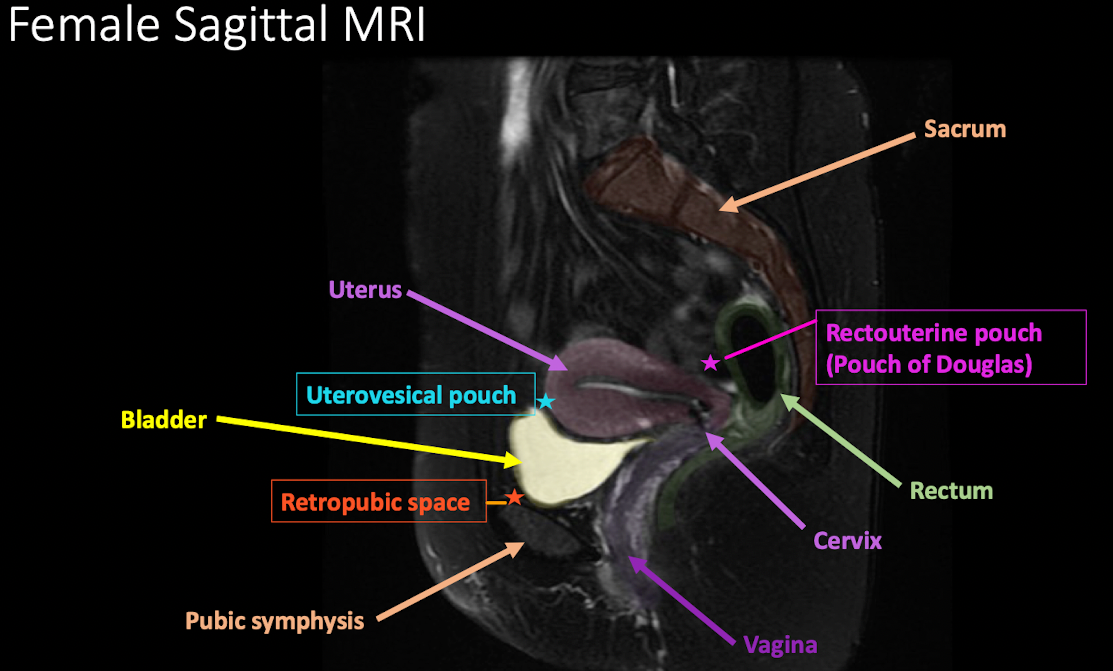 Female Sagittal MRI
Sacrum
Uterus
Rectouterine pouch
(Pouch of Douglas)
Uterovesical pouch
Bladder
Rectum
Retropubic space
Cervix
Pubic symphysis
Vagina